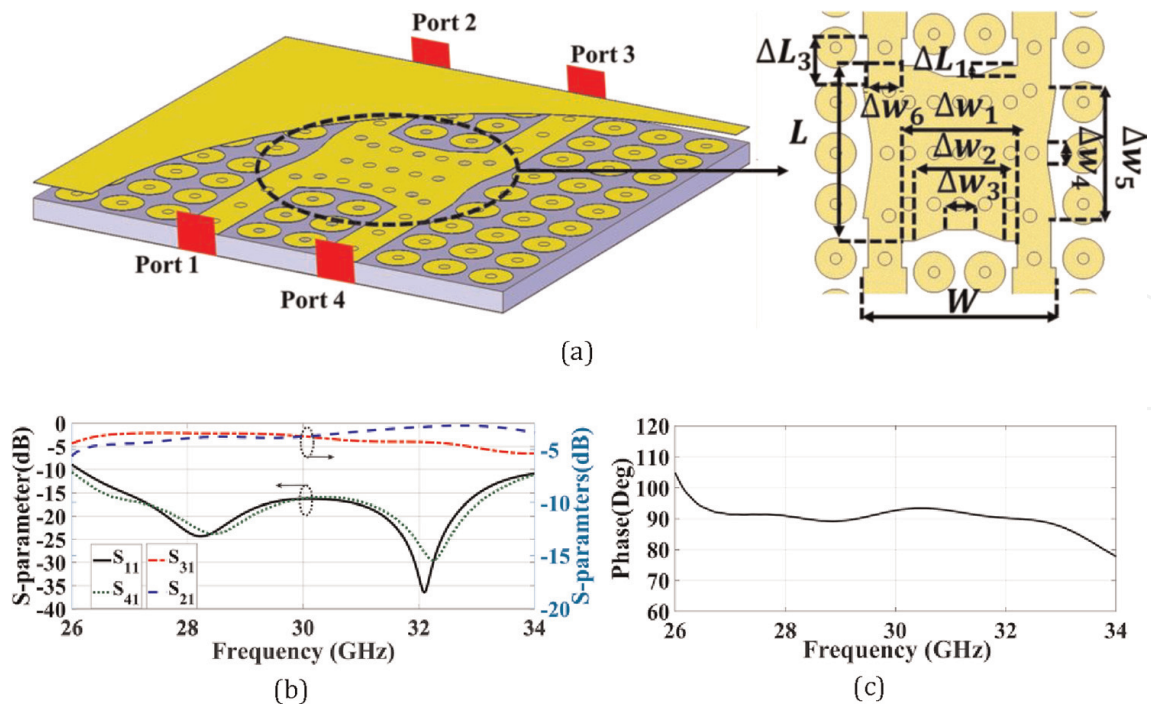 Port 2
Port 3
Port 1
Port 4
ΔL₃
ΔL₁
Δw₆ Δw₁
L
Δw₂
Δw₃
Δw₄
Δw₅
W
(a)
S-parameter(dB)
0
-5
-10
-15
-20
-25
-30
-35
-40
S₁₁ S₃₁
S₄₁ S₂₁
-5
-10
-15
-20
S-paramters(dB)
26 28 30 32 34
Frequency (GHz)
(b)
Phase(Deg)
120
110
100
90
80
70
60
26 28 30 32 34
Frequency (GHz)
(c)